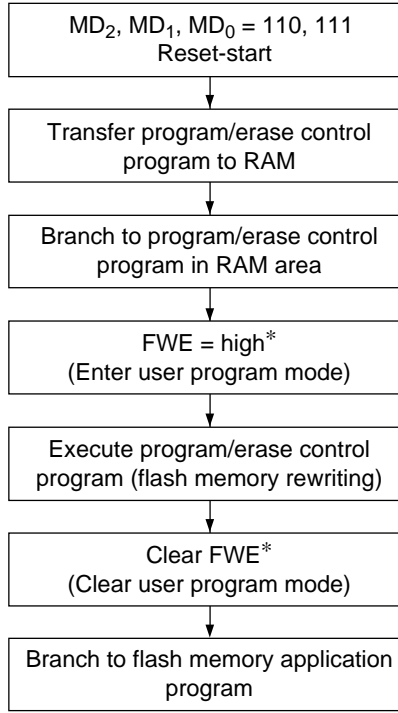 MD₂, MD₁, MD₀ = 110, 111
Reset-start
Transfer program/erase control
program to RAM
Branch to program/erase control
program in RAM area
FWE = high*
(Enter user program mode)
Execute program/erase control
program (flash memory rewriting)
Clear FWE*
(Clear user program mode)
Branch to flash memory application
program